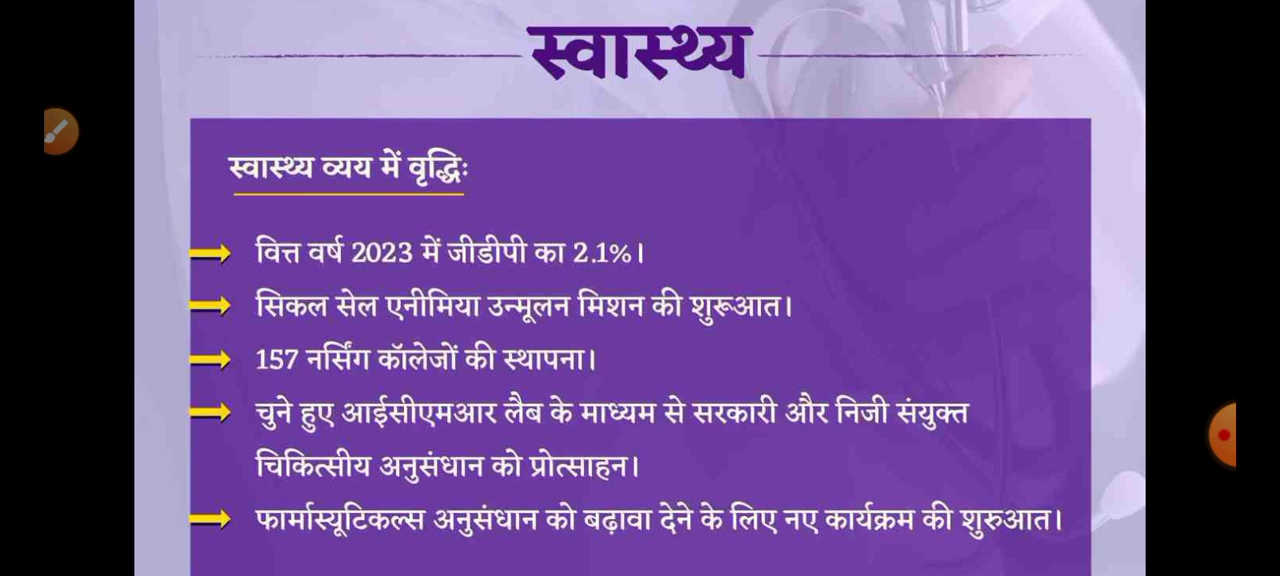 स्वास्थ्य
स्वास्थ्य व्यय में वृद्धिः
वित्त वर्ष 2023 में जीडीपी का 2.1%।
सिकल सेल एनीमिया उन्मूलन मिशन की शुरूआत।
157 नर्सिंग कॉलेजों की स्थापना।
चुने हुए आईसीएमआर लैब के माध्यम से सरकारी और निजी संयुक्त
चिकित्सीय अनुसंधान को प्रोत्साहन।
फार्मास्यूटिकल्स अनुसंधान को बढ़ावा देने के लिए नए कार्यक्रम की शुरुआत।